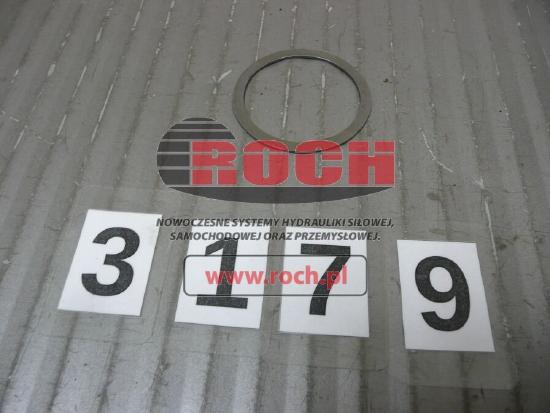 ROCH
NOWOCZESNE SYSTEMY HYDRAULIKI SIŁOWEJ,
SAMOCHODOWEJ ORAZ PRZEMYSŁOWEJ.
www.roch.pl
3 1 7 9